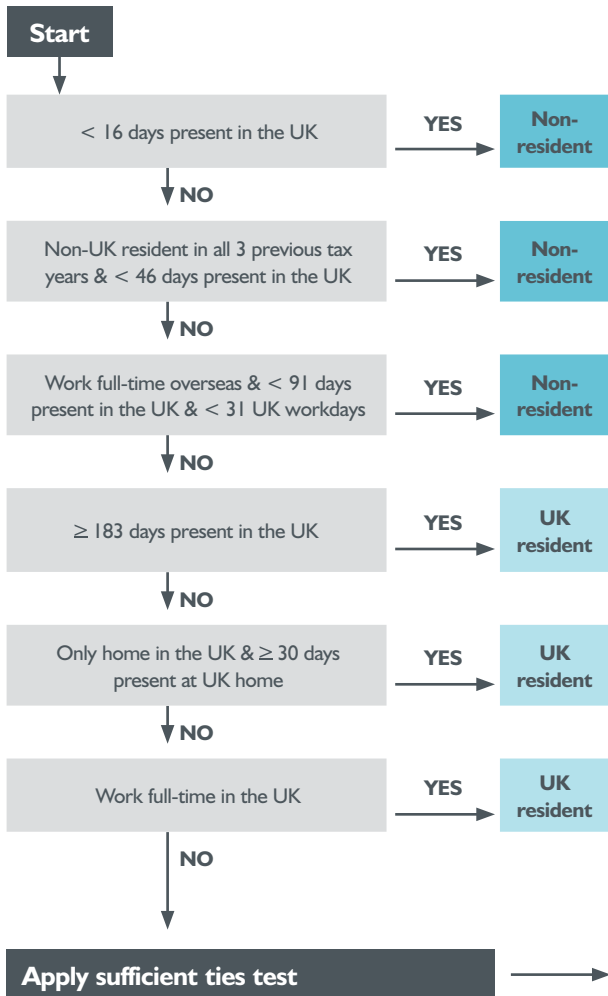 Start
< 16 days present in the UK
YES
Non-
resident
NO
Non-UK resident in all 3 previous tax
years & < 46 days present in the UK
YES
Non-
resident
NO
Work full-time overseas & < 91 days
present in the UK & < 31 UK workdays
YES
Non-
resident
NO
≥ 183 days present in the UK
YES
UK
resident
NO
Only home in the UK & ≥ 30 days
present at UK home
YES
UK
resident
NO
Work full-time in the UK
YES
UK
resident
NO
Apply sufficient ties test